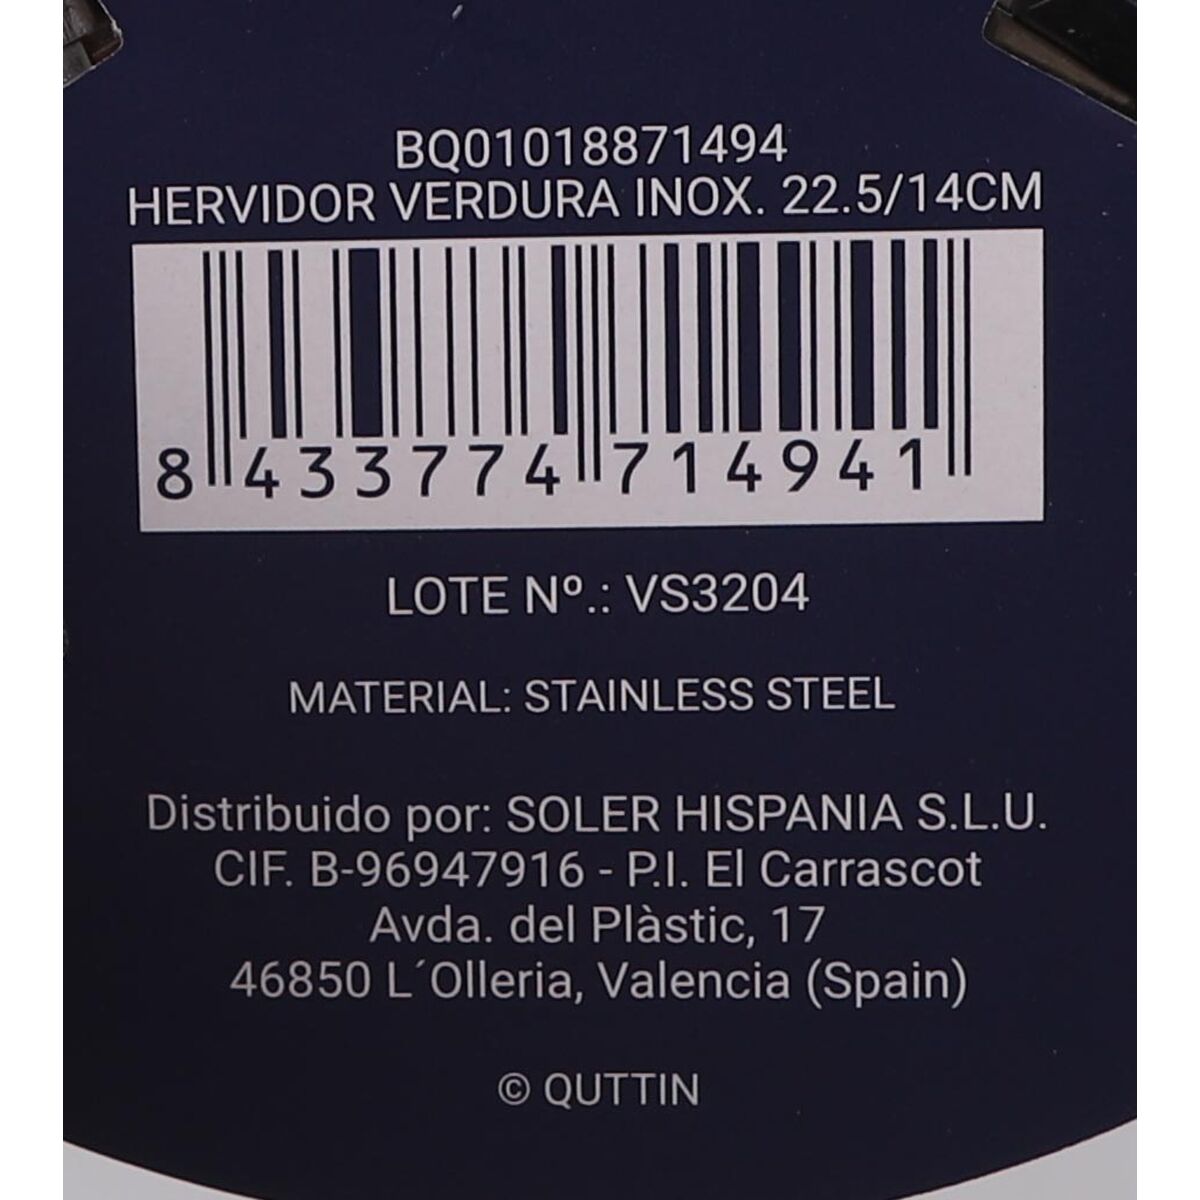 BQ01018871494
HERVIDOR VERDURA INOX. 22.5/14CM
8 433774 714941
LOTE Nº.: VS3204
MATERIAL: STAINLESS STEEL
Distribuido por: SOLER HISPANIA S.L.U.
CIF. B-96947916 - P.I. El Carrascot
Avda. del Plàstic, 17
46850 L´Olleria, Valencia (Spain)
© QUTTIN